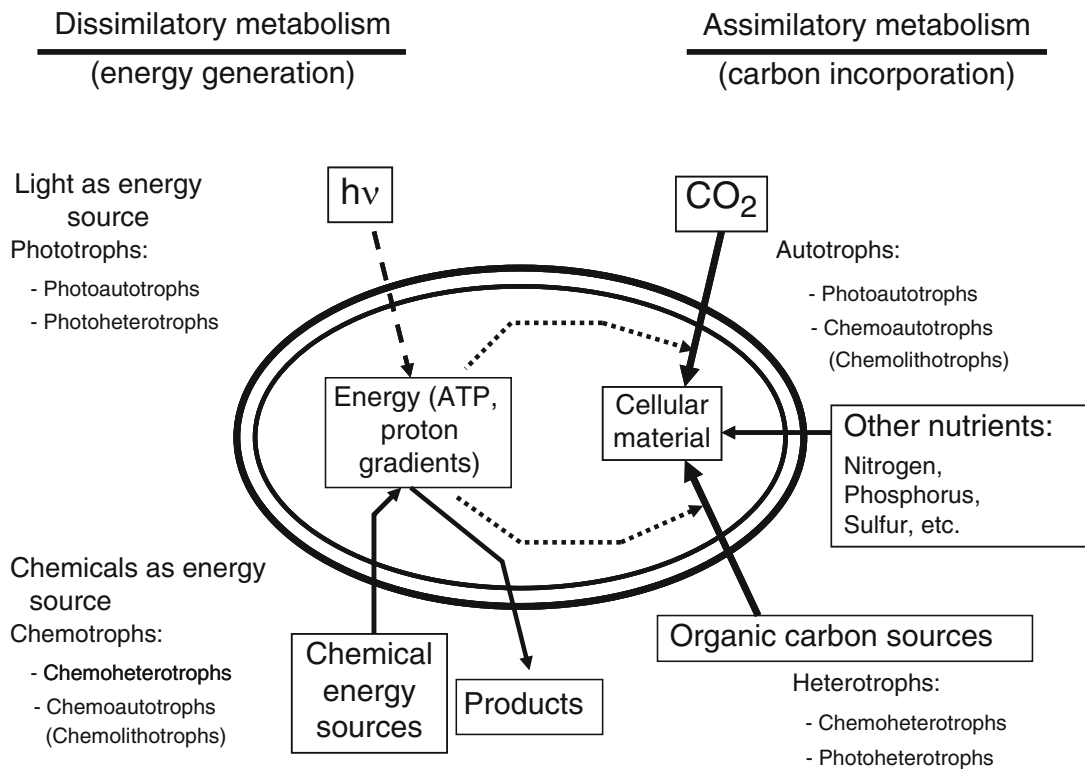 Dissimilatory metabolism
(energy generation)
Assimilatory metabolism
(carbon incorporation)
Light as energy
source
Phototrophs:
- Photoautotrophs
- Photoheterotrophs
hν
CO₂
Autotrophs:
- Photoautotrophs
- Chemoautotrophs
(Chemolithotrophs)
Energy (ATP,
proton
gradients)
Cellular
material
Other nutrients:
Nitrogen,
Phosphorus,
Sulfur, etc.
Chemicals as energy
source
Chemotrophs:
- Chemoheterotrophs
- Chemoautotrophs
(Chemolithotrophs)
Chemical
energy
sources
Products
Organic carbon sources
Heterotrophs:
- Chemoheterotrophs
- Photoheterotrophs